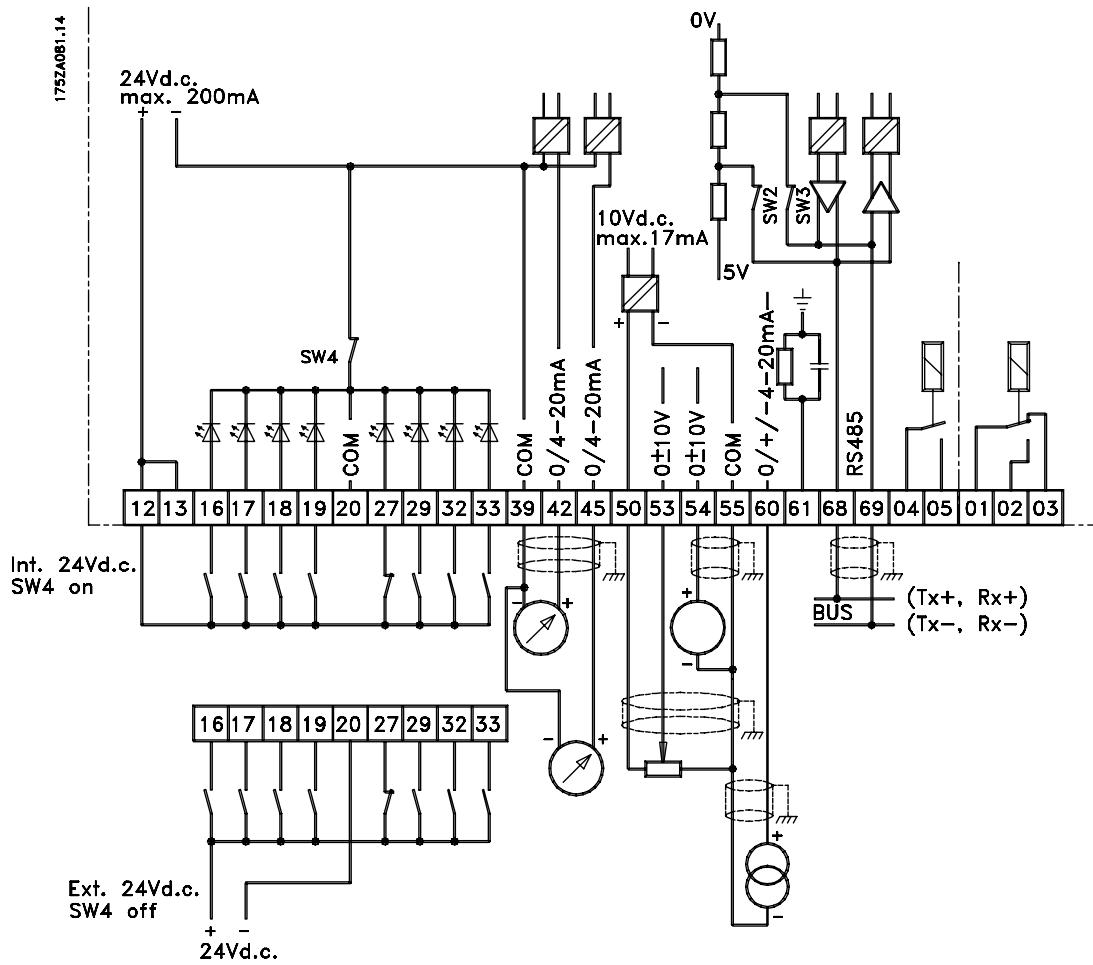 175ZA081.14
0V
24Vd.c.
max. 200mA
+ −
SW2
SW3
10Vd.c.
max.17mA
5V
+ −
SW4
COM
COM
0/4-20mA
0/4-20mA
0±10V
0±10V
COM
0/+/-4-20mA-
RS485
12 13 16 17 18 19 20 27 29 32 33 39 42 45 50 53 54 55 60 61 68 69 04 05 01 02 03
Int. 24Vd.c.
SW4 on
− +
+
−
BUS
(Tx+, Rx+)
(Tx−, Rx−)
16 17 18 19 20 27 29 32 33
− +
+
−
Ext. 24Vd.c.
SW4 off
+ −
24Vd.c.